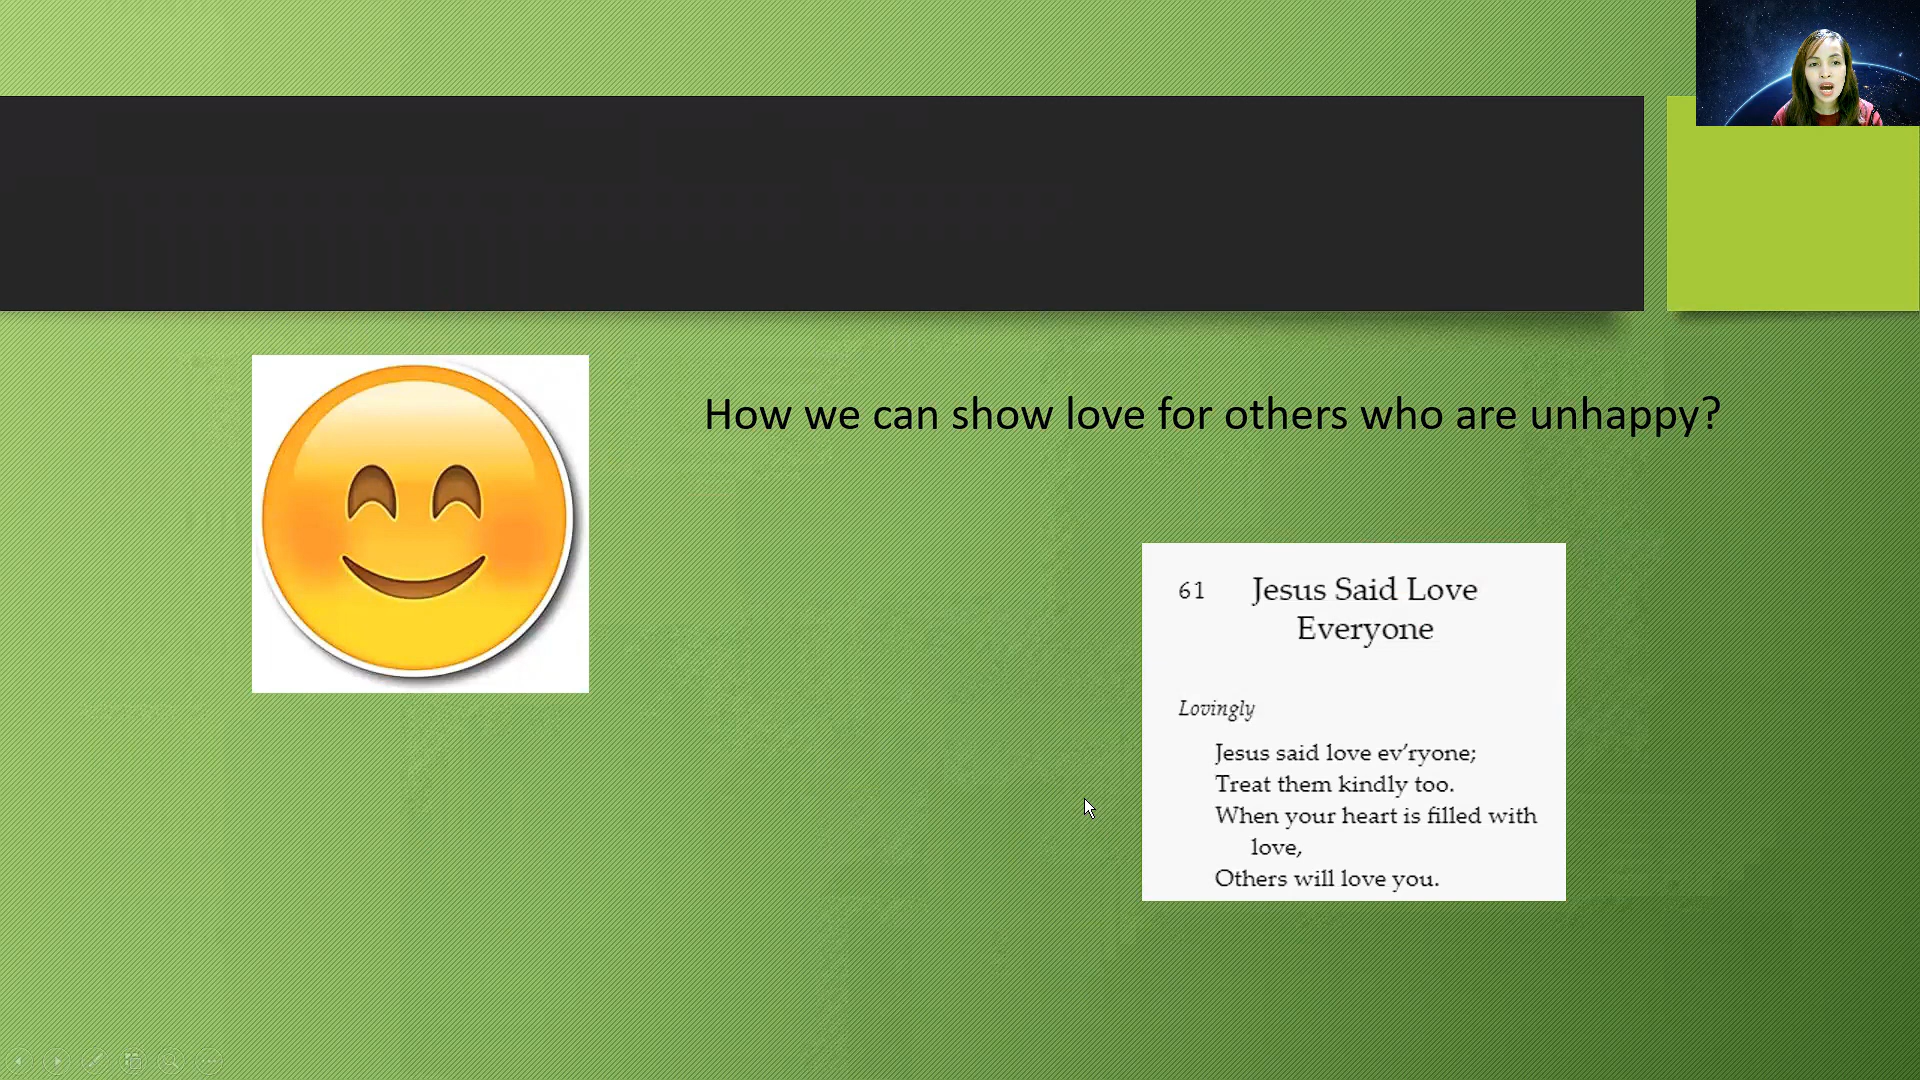 How we can show love for others who are unhappy?
61 Jesus Said Love
Everyone
Lovingly
Jesus said love ev’ryone;
Treat them kindly too.
When your heart is filled with
love,
Others will love you.